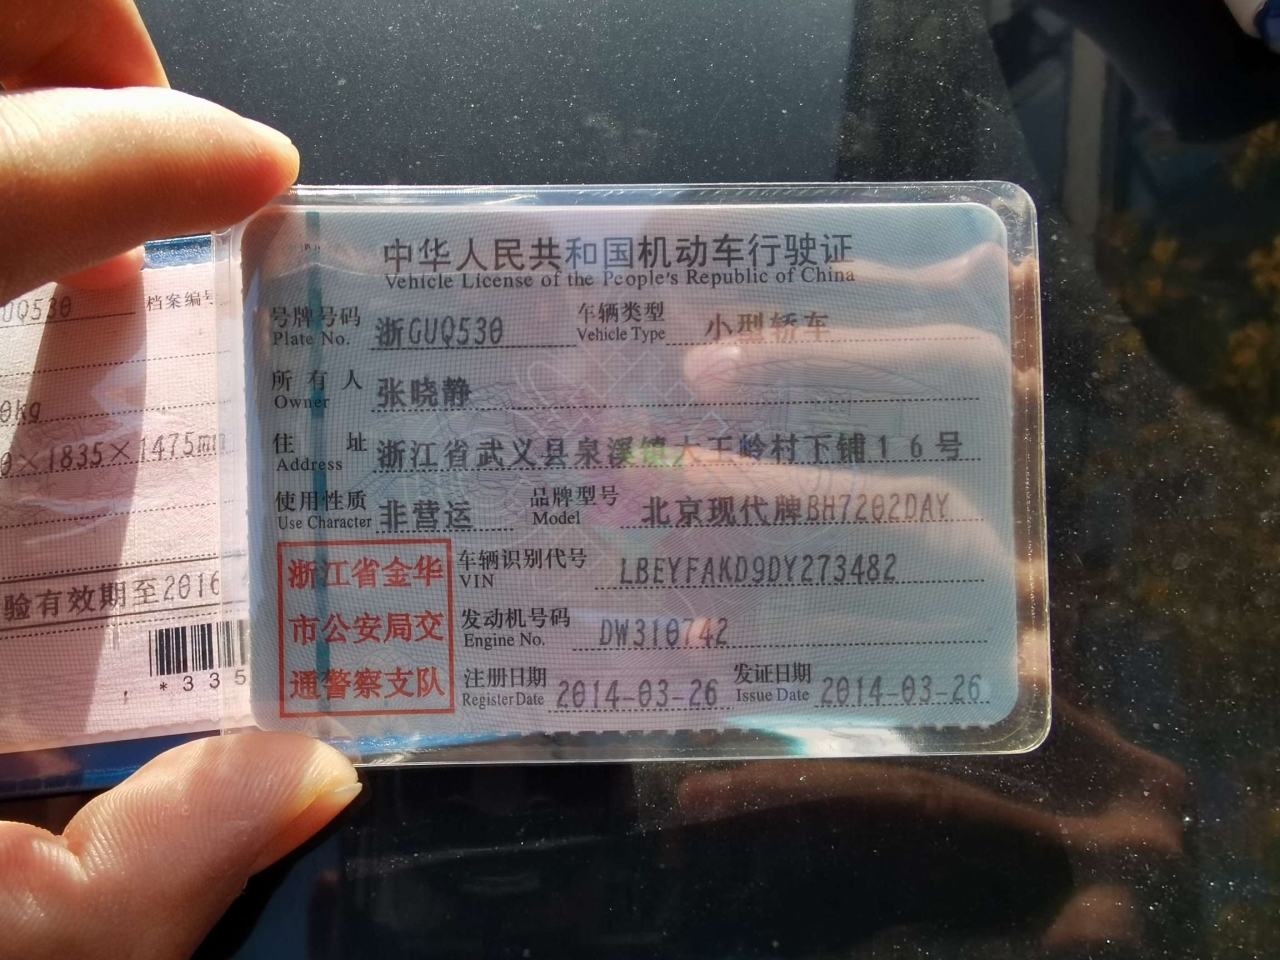 中华人民共和国机动车行驶证
Vehicle License of the People's Republic of China
号牌号码 浙GUQ530 车辆类型 小型轿车
Plate No. Vehicle Type
所有人 张晓静
Owner
住址 浙江省武义县泉溪镇大王岭村下铺16号
Address
使用性质 非营运 品牌型号 北京现代牌BH7202DAY
Use Character Model
车辆识别代号 LBEYFAKD9DY273482
VIN
发动机号码 DW310742
Engine No.
注册日期 2014-03-26 发证日期 2014-03-26
Register Date Issue Date
浙江省金华
市公安局交
通警察支队
UQ530 档案编号
0kg
0×1835×1475mm
验有效期至2016
*335